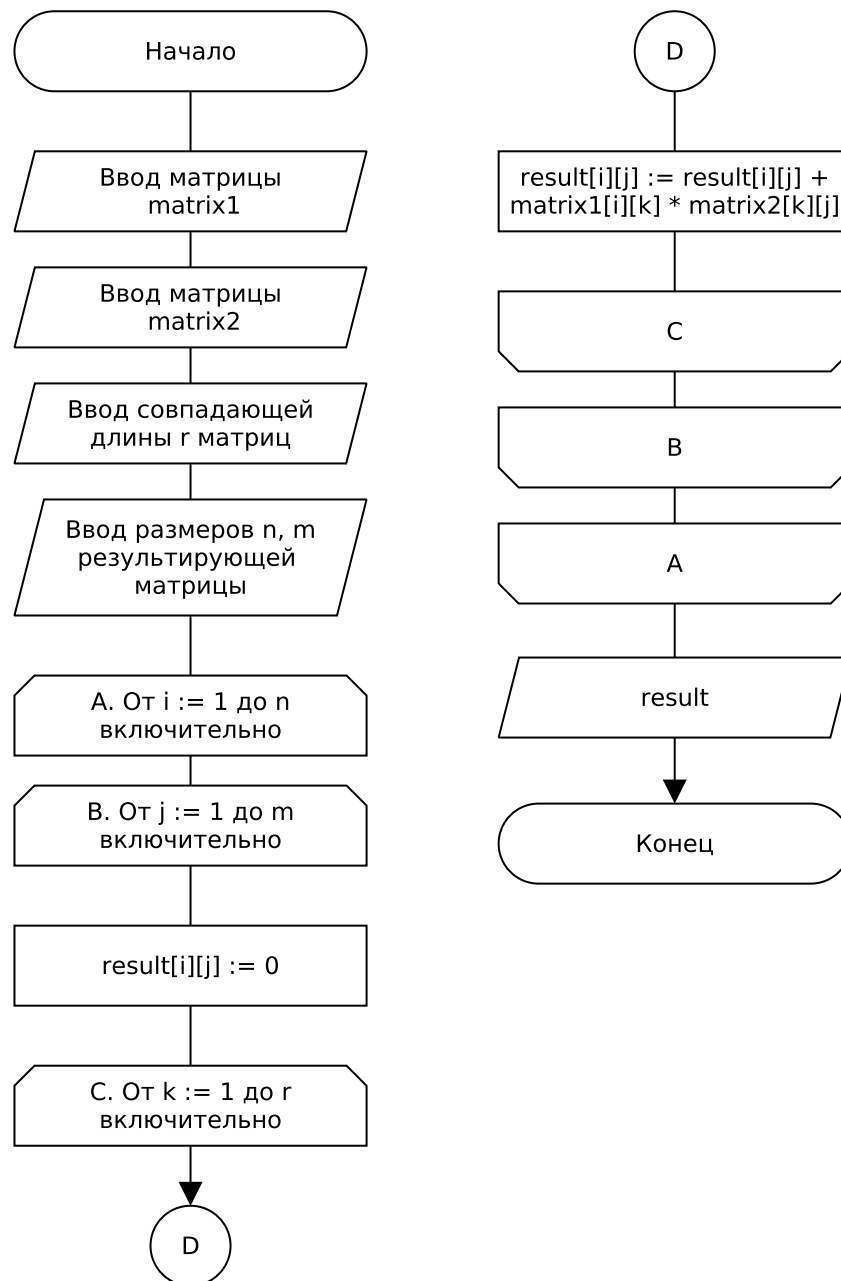 Начало
Ввод матрицы
matrix1
Ввод матрицы
matrix2
Ввод совпадающей
длины r матриц
Ввод размеров n, m
результирующей
матрицы
A. От i := 1 до n
включительно
B. От j := 1 до m
включительно
result[i][j] := 0
C. От k := 1 до r
включительно
D
D
result[i][j] := result[i][j] +
matrix1[i][k] * matrix2[k][j]
C
B
A
result
Конец